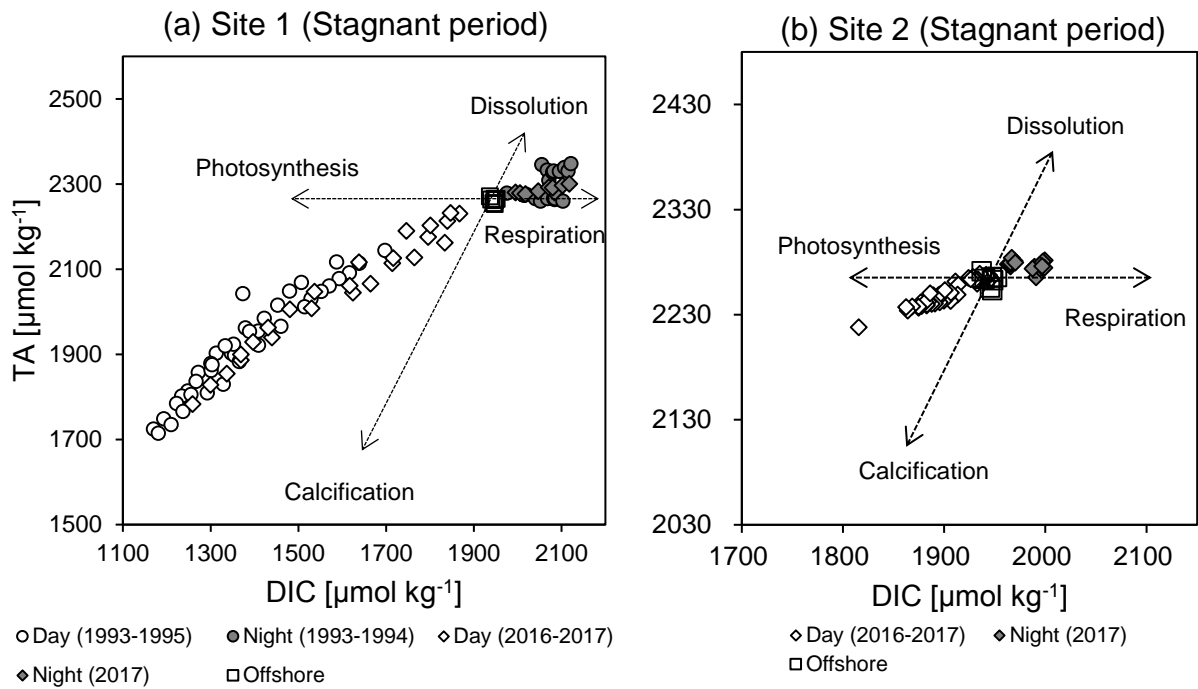 (a) Site 1 (Stagnant period)
TA [µmol kg-1]
2500
2300
2100
1900
1700
1500
Dissolution
Photosynthesis
Respiration
Calcification
1100 1300 1500 1700 1900 2100
DIC [µmol kg-1]
Day (1993-1995) Night (1993-1994) Day (2016-2017)
Night (2017) Offshore
(b) Site 2 (Stagnant period)
2430
2330
2230
2130
2030
Dissolution
Photosynthesis
Respiration
Calcification
1700 1800 1900 2000 2100
DIC [µmol kg-1]
Day (2016-2017) Night (2017)
Offshore